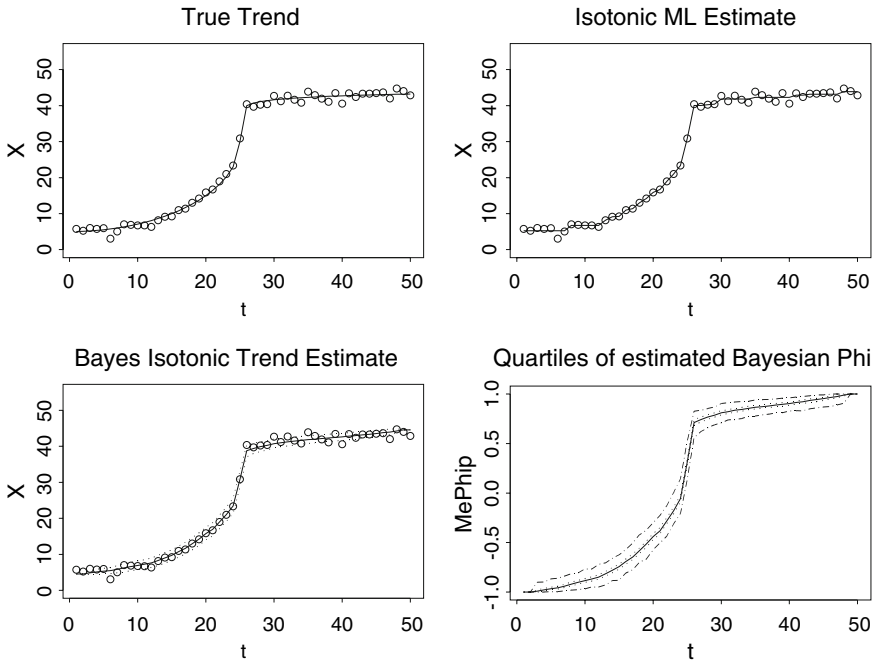 True Trend
X
50
40
30
20
10
0
0 10 20 30 40 50
t
Isotonic ML Estimate
X
50
40
30
20
10
0
0 10 20 30 40 50
t
Bayes Isotonic Trend Estimate
X
50
40
30
20
10
0
0 10 20 30 40 50
t
Quartiles of estimated Bayesian Phi
MePhip
1.0
0.5
0.0
-0.5
-1.0
0 10 20 30 40 50
t